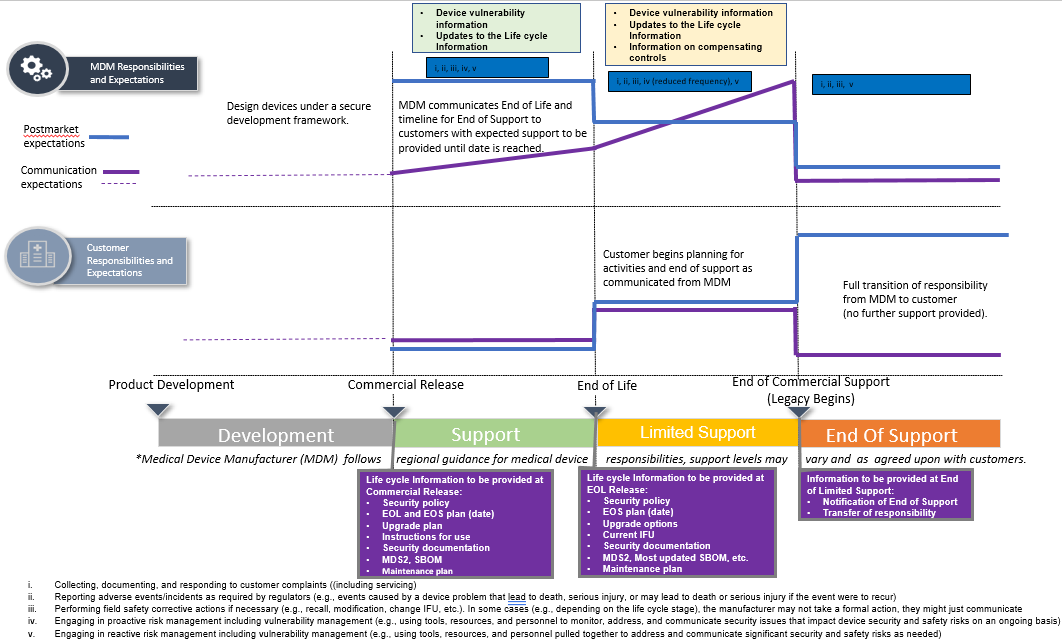 • Device vulnerability
information
• Updates to the Life cycle
Information
• Device vulnerability information
• Updates to the Life cycle
Information
• Information on compensating
controls
MDM Responsibilities
and Expectations
i, ii, iii, iv, v
i, ii, iii, iv (reduced frequency), v
i, ii, iii, v
Design devices under a secure
development framework.
MDM communicates End of Life and
timeline for End of Support to
customers with expected support to be
provided until date is reached.
Postmarket
expectations
Communication
expectations
Customer
Responsibilities and
Expectations
Customer begins planning for
activities and end of support as
communicated from MDM
Full transition of responsibility
from MDM to customer
(no further support provided).
Product Development
Commercial Release
End of Life
End of Commercial Support
(Legacy Begins)
Development
Support
Limited Support
End Of Support
*Medical Device Manufacturer (MDM) follows regional guidance for medical device responsibilities, support levels may vary and as agreed upon with customers.
Life cycle Information to be provided at
Commercial Release:
• Security policy
• EOL and EOS plan (date)
• Upgrade plan
• Instructions for use
• Security documentation
• MDS2, SBOM
• Maintenance plan
Life cycle Information to be provided at
EOL Release:
• Security policy
• EOS plan (date)
• Upgrade options
• Current IFU
• Security documentation
• MDS2, Most updated SBOM, etc.
• Maintenance plan
Information to be provided at End
of Limited Support:
• Notification of End of Support
• Transfer of responsibility
i. Collecting, documenting, and responding to customer complaints ((including servicing)
ii. Reporting adverse events/incidents as required by regulators (e.g., events caused by a device problem that lead to death, serious injury, or may lead to death or serious injury if the event were to recur)
iii. Performing field safety corrective actions if necessary (e.g., recall, modification, change IFU, etc.). In some cases (e.g., depending on the life cycle stage), the manufacturer may not take a formal action, they might just communicate
iv. Engaging in proactive risk management including vulnerability management (e.g., using tools, resources, and personnel to monitor, address, and communicate security issues that impact device security and safety risks on an ongoing basis)
v. Engaging in reactive risk management including vulnerability management (e.g., using tools, resources, and personnel pulled together to address and communicate significant security and safety risks as needed)